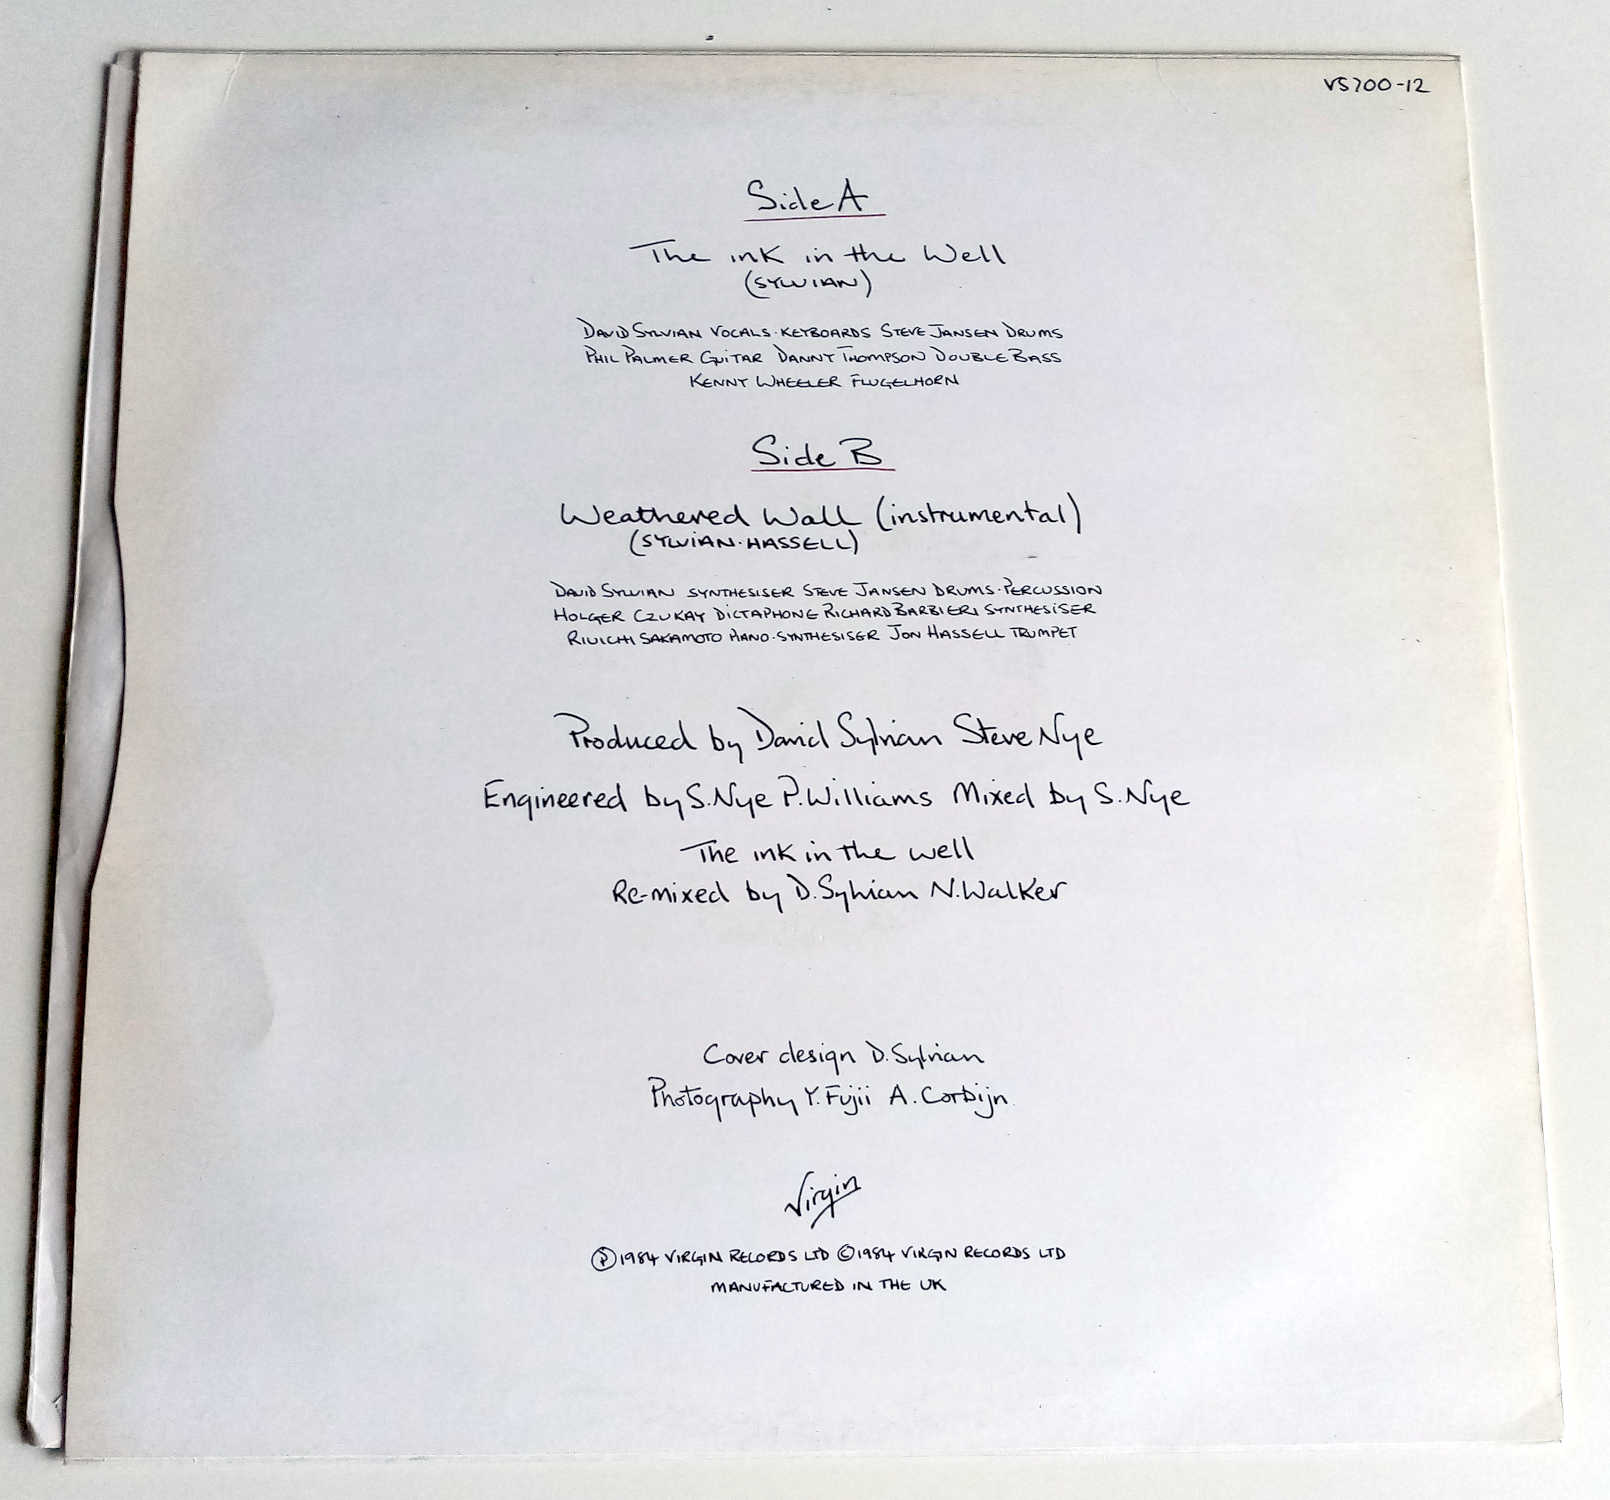 VS700-12
Side A
The ink in the Well
(SYLVIAN)
DAVID SYLVIAN VOCALS·KEYBOARDS STEVE JANSEN DRUMS
PHIL PALMER GUITAR DANNY THOMPSON DOUBLE BASS
KENNY WHEELER FLUGELHORN
Side B
Weathered Wall (instrumental)
(SYLVIAN·HASSELL)
DAVID SYLVIAN SYNTHESISER STEVE JANSEN DRUMS·PERCUSSION
HOLGER CZUKAY DICTAPHONE RICHARD BARBIERI SYNTHESISER
RIUICHI SAKAMOTO PIANO·SYNTHESISER JON HASSELL TRUMPET
Produced by David Sylvian Steve Nye
Engineered by S. Nye P. Williams Mixed by S. Nye
The ink in the well
Re-mixed by D. Sylvian N. Walker
Cover design D. Sylvian
Photography Y. Fujii A. Corbijn
Virgin
Ⓟ 1984 VIRGIN RECORDS LTD © 1984 VIRGIN RECORDS LTD
MANUFACTURED IN THE UK